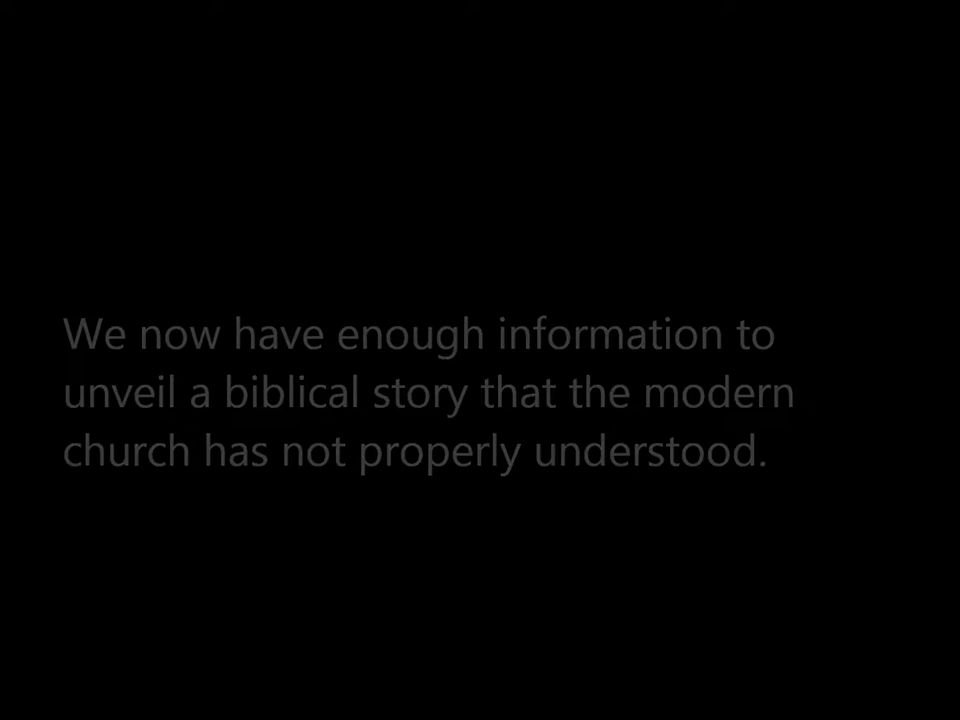 We now have enough information to
unveil a biblical story that the modern
church has not properly understood.